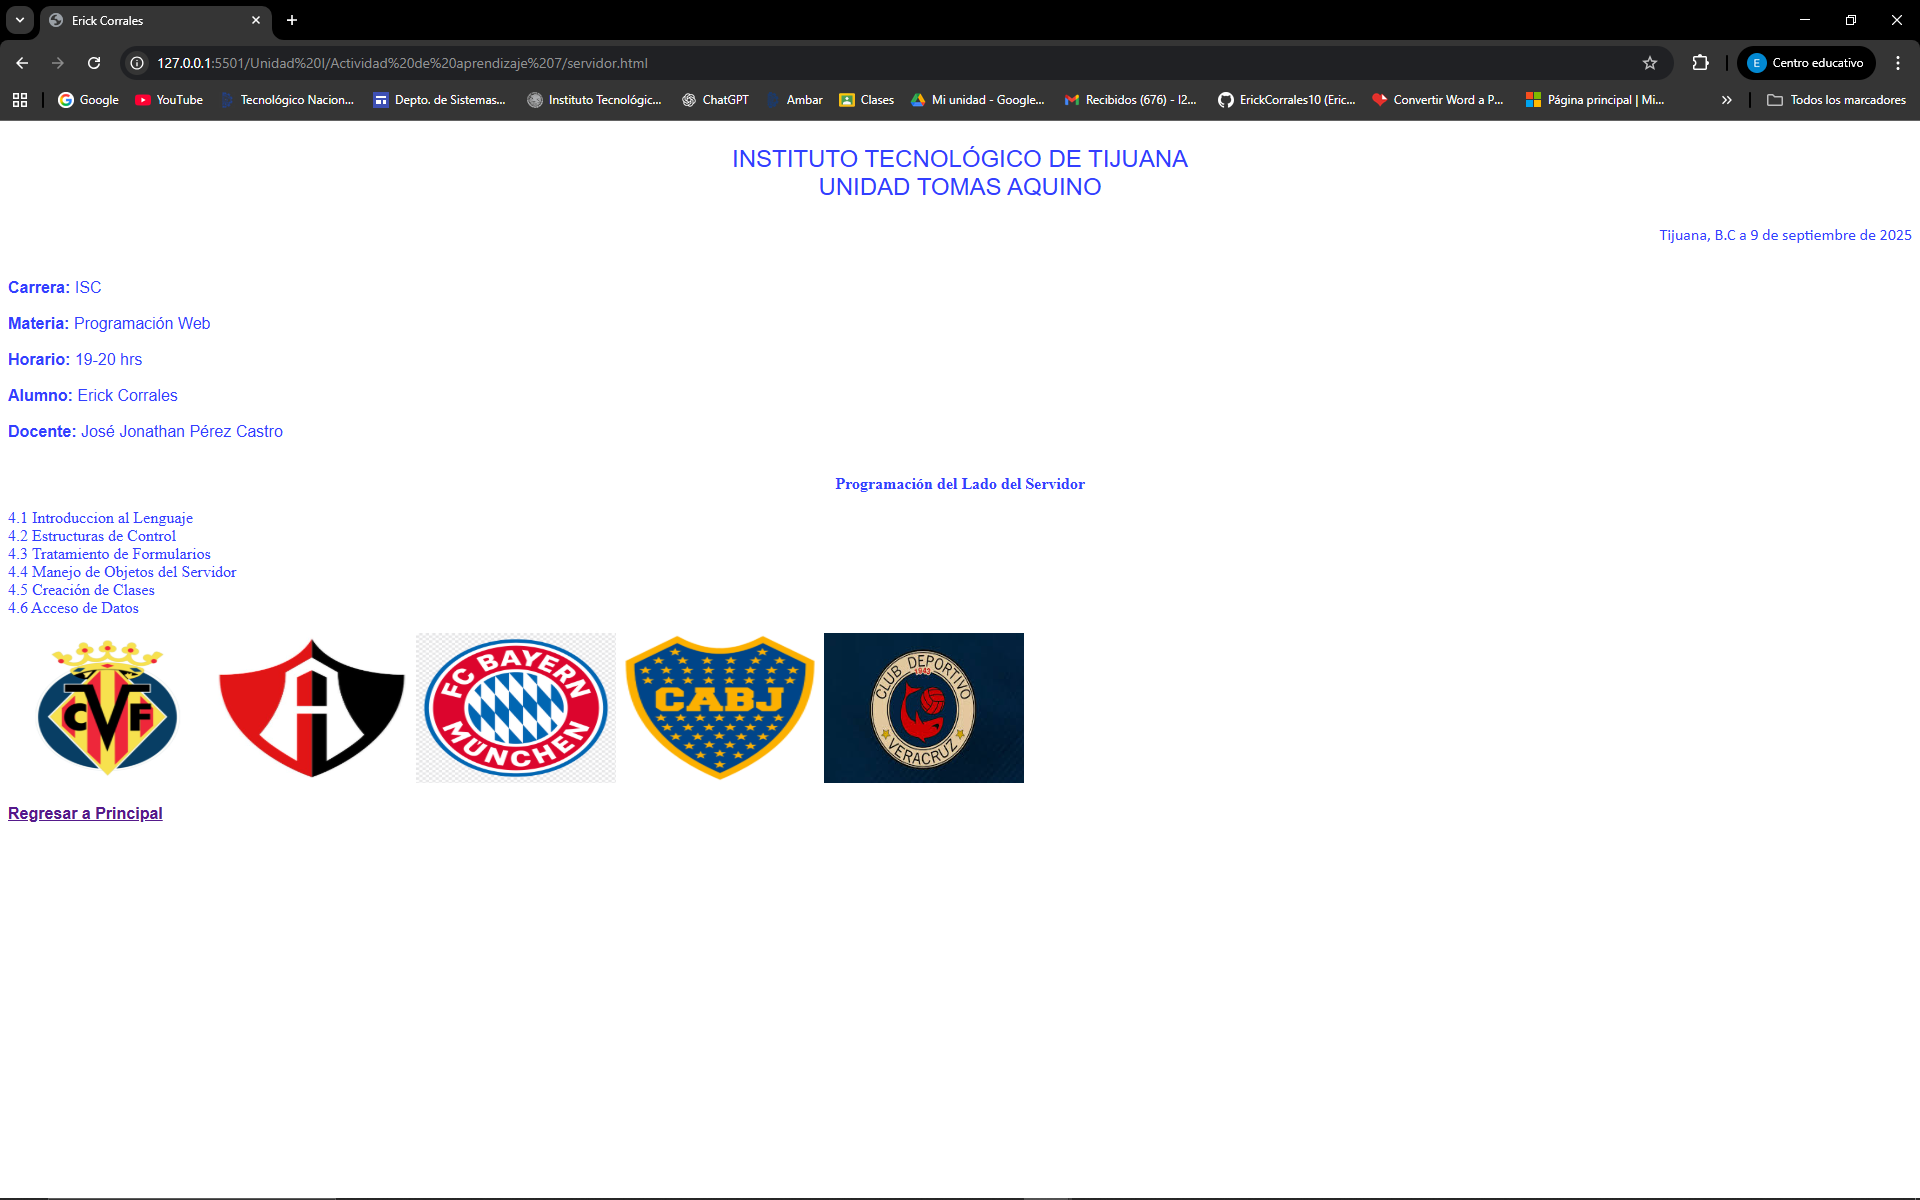 Erick Corrales
127.0.0.1:5501/Unidad%20I/Actividad%20de%20aprendizaje%207/servidor.html
E Centro educativo
Google YouTube Tecnológico Nacion... Depto. de Sistemas... Instituto Tecnológic... ChatGPT Ambar Clases Mi unidad - Google... Recibidos (676) - l2... ErickCorrales10 (Eric... Convertir Word a P... Página principal | Mi... » Todos los marcadores
INSTITUTO TECNOLÓGICO DE TIJUANA
UNIDAD TOMAS AQUINO
Tijuana, B.C a 9 de septiembre de 2025
Carrera: ISC
Materia: Programación Web
Horario: 19-20 hrs
Alumno: Erick Corrales
Docente: José Jonathan Pérez Castro
Programación del Lado del Servidor
4.1 Introduccion al Lenguaje
4.2 Estructuras de Control
4.3 Tratamiento de Formularios
4.4 Manejo de Objetos del Servidor
4.5 Creación de Clases
4.6 Acceso de Datos
CVF
A
FC BAYERN
MÜNCHEN
CABJ
CLUB DEPORTIVO
1943
VERACRUZ
Regresar a Principal